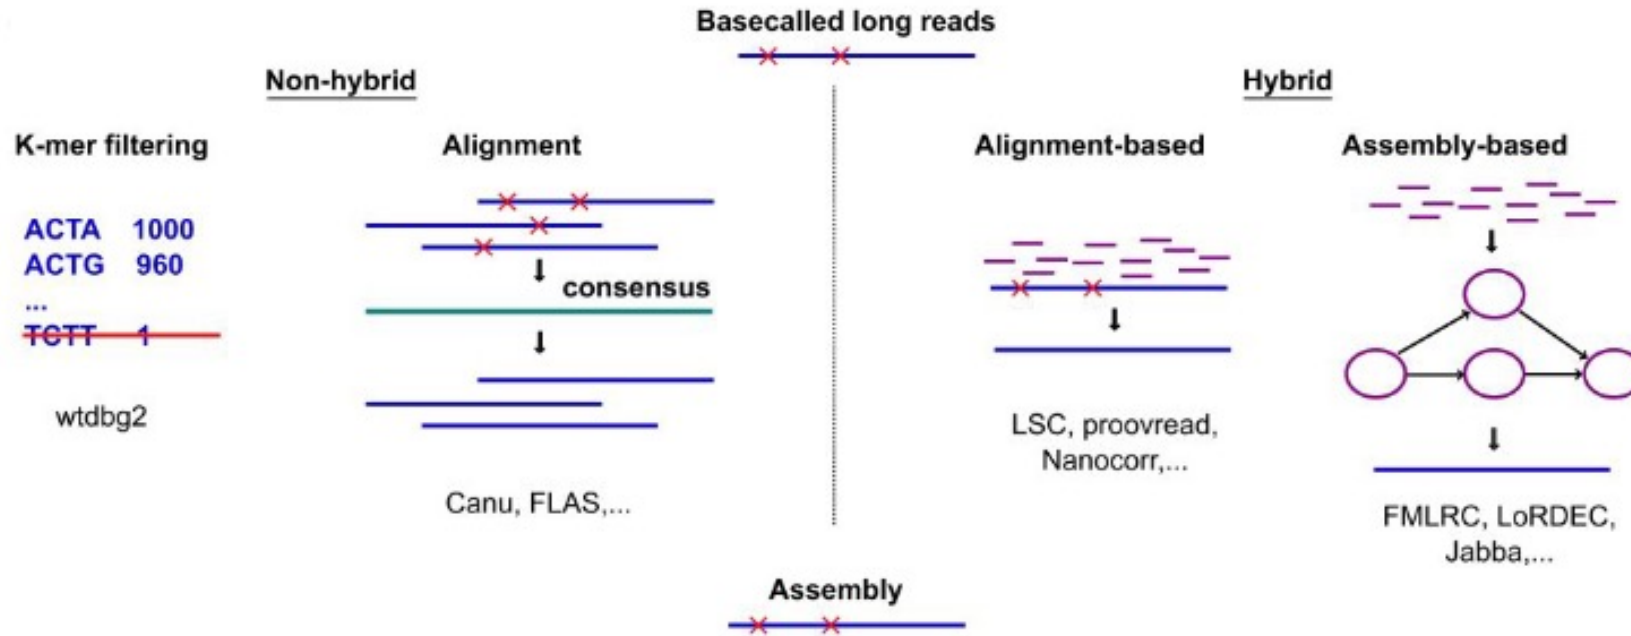 Basecalled long reads
Non-hybrid
Hybrid
K-mer filtering
Alignment
Alignment-based
Assembly-based
ACTA 1000
ACTG 960
...
TCTT 1
wtdbg2
consensus
Canu, FLAS,...
LSC, proovread,
Nanocorr,...
FMLRC, LoRDEC,
Jabba,...
Assembly